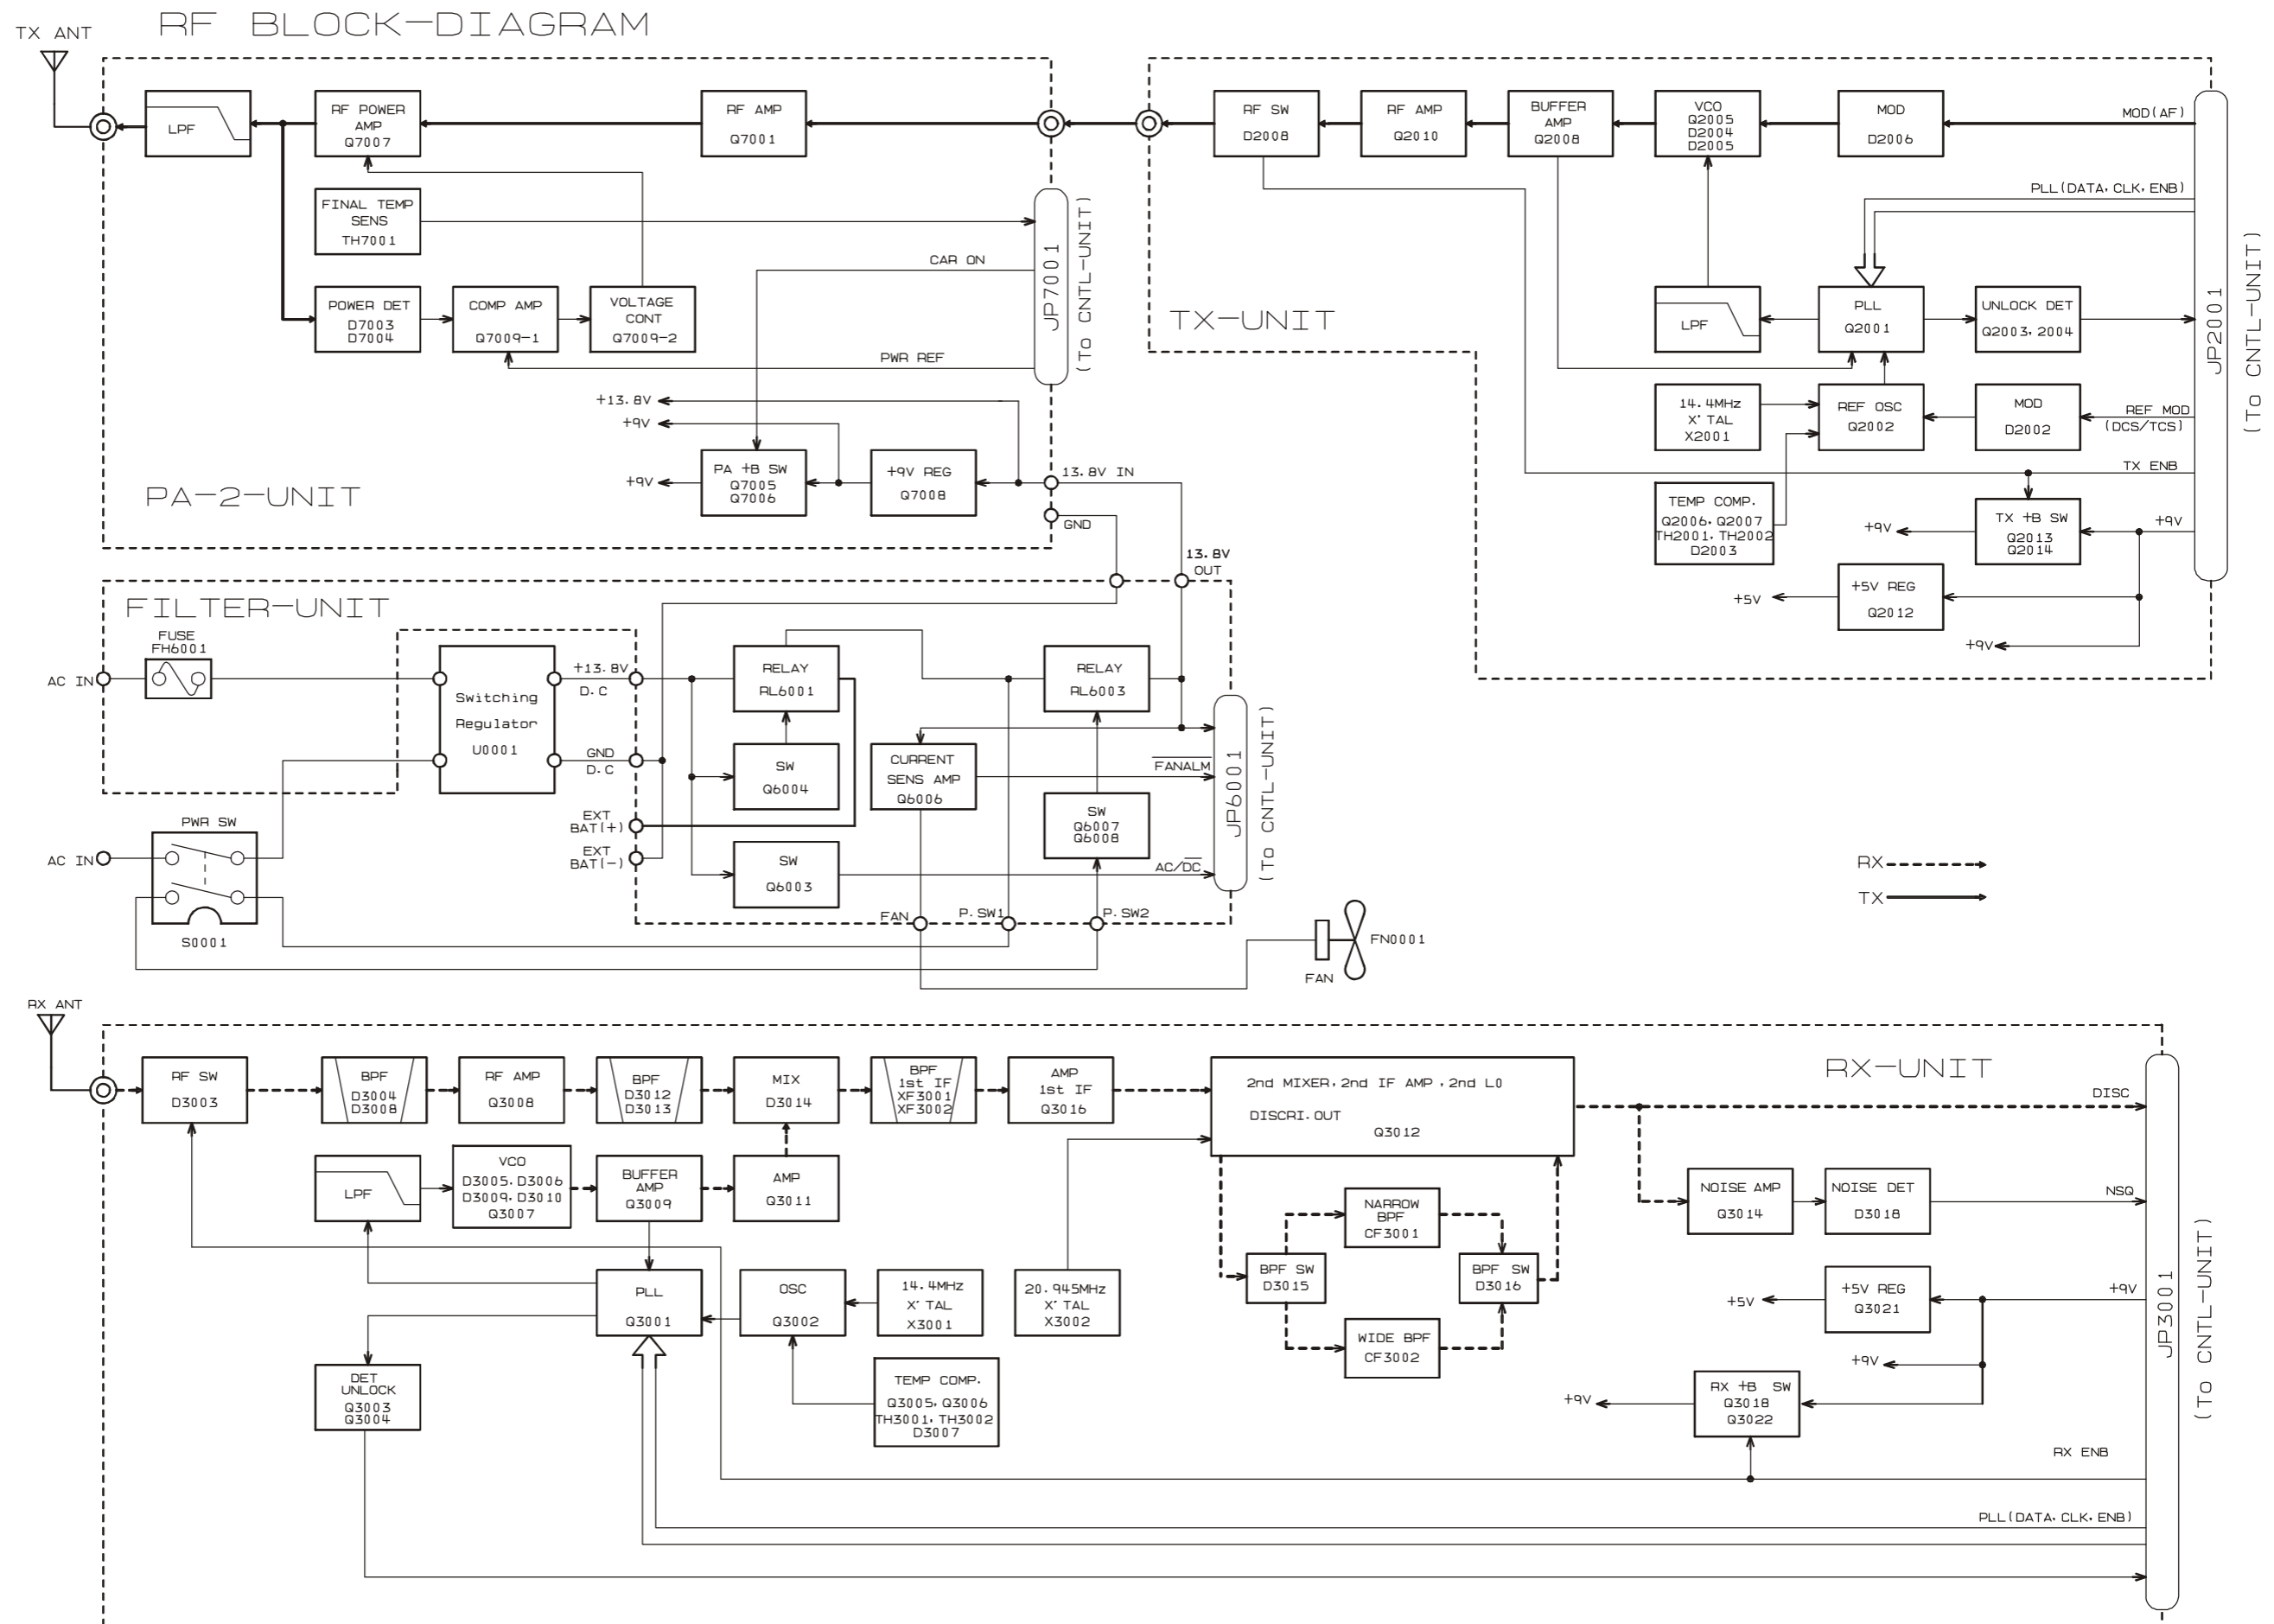 RF BLOCK-DIAGRAM
TX ANT
LPF
RF POWER
AMP
Q7007
RF AMP
Q7001
FINAL TEMP
SENS
TH7001
CAR ON
POWER DET
D7003
D7004
COMP AMP
Q7009-1
VOLTAGE
CONT
Q7009-2
PWR REF
+13.8V
+9V
+9V
PA +B SW
Q7005
Q7006
+9V REG
Q7008
13.8V IN
GND
PA-2-UNIT
JP7001
(To CNTL-UNIT)
RF SW
D2008
RF AMP
Q2010
BUFFER
AMP
Q2008
VCO
Q2005
D2004
D2005
MOD
D2006
MOD(AF)
PLL(DATA, CLK, ENB)
TX-UNIT
LPF
PLL
Q2001
UNLOCK DET
Q2003, 2004
14.4MHz
X'TAL
X2001
REF OSC
Q2002
MOD
D2002
REF MOD
(DCS/TCS)
TX ENB
TEMP COMP.
Q2006, Q2007
TH2001, TH2002
D2003
+9V
TX +B SW
Q2013
Q2014
+9V
+5V
+5V REG
Q2012
+9V
JP2001
(To CNTL-UNIT)
FILTER-UNIT
13.8V
OUT
FUSE
FH6001
AC IN
Switching
Regulator
U0001
+13.8V
D.C
GND
D.C
RELAY
RL6001
RELAY
RL6003
SW
Q6004
CURRENT
SENS AMP
Q6006
FANALM
SW
Q6007
Q6008
EXT
BAT(+)
EXT
BAT(-)
SW
Q6003
AC/DC
JP6001
(To CNTL-UNIT)
PWR SW
AC IN
S0001
FAN
P.SW1
P.SW2
FN0001
FAN
RX
TX
RX ANT
RF SW
D3003
BPF
D3004
D3008
RF AMP
Q3008
BPF
D3012
D3013
MIX
D3014
BPF
1st IF
XF3001
XF3002
AMP
1st IF
Q3016
2nd MIXER, 2nd IF AMP, 2nd LO
DISCRI.OUT
Q3012
RX-UNIT
DISC
LPF
VCO
D3005, D3006
D3009, D3010
Q3007
BUFFER
AMP
Q3009
AMP
Q3011
NARROW
BPF
CF3001
NOISE AMP
Q3014
NOISE DET
D3018
NSQ
BPF SW
D3015
BPF SW
D3016
PLL
Q3001
OSC
Q3002
14.4MHz
X'TAL
X3001
20.945MHz
X'TAL
X3002
WIDE BPF
CF3002
+5V
+5V REG
Q3021
+9V
+9V
DET
UNLOCK
Q3003
Q3004
TEMP COMP.
Q3005, Q3006
TH3001, TH3002
D3007
+9V
RX +B SW
Q3018
Q3022
RX ENB
PLL(DATA, CLK, ENB)
JP3001
(To CNTL-UNIT)